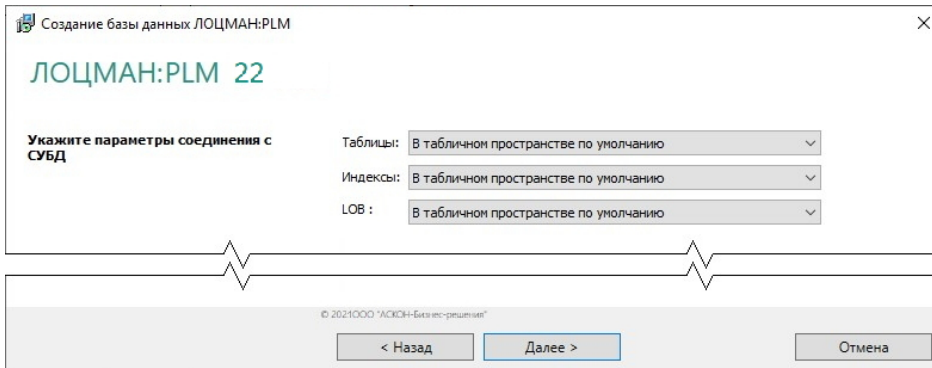 Создание базы данных ЛОЦМАН:PLM
ЛОЦМАН:PLM 22
Укажите параметры соединения с
СУБД
Таблицы: В табличном пространстве по умолчанию
Индексы: В табличном пространстве по умолчанию
LOB : В табличном пространстве по умолчанию
© 2021ООО "АСКОН-Бизнес-решения"
< Назад Далее > Отмена